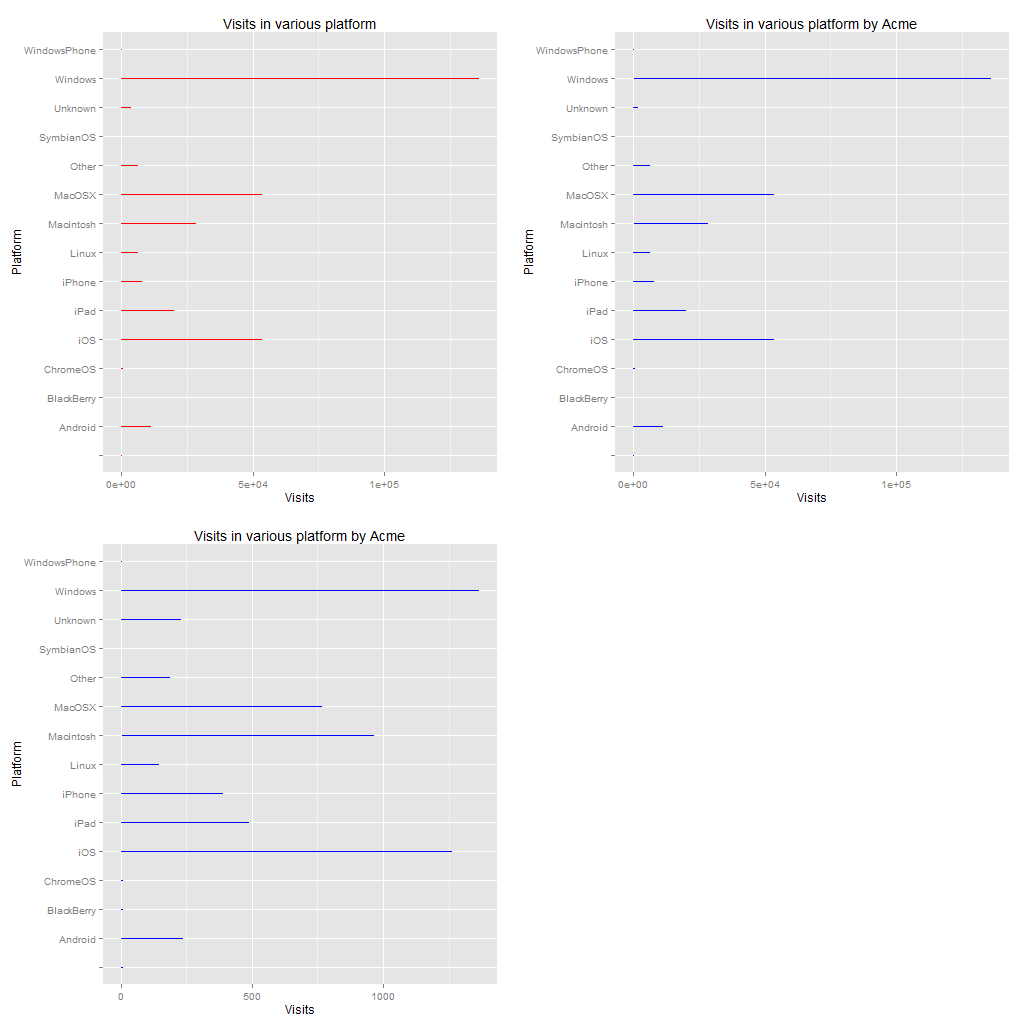 Visits in various platform
WindowsPhone
Windows
Unknown
SymbianOS
Other
MacOSX
Macintosh
Linux
iPhone
iPad
iOS
ChromeOS
BlackBerry
Android
Platform
0e+00 5e+04 1e+05
Visits
Visits in various platform by Acme
WindowsPhone
Windows
Unknown
SymbianOS
Other
MacOSX
Macintosh
Linux
iPhone
iPad
iOS
ChromeOS
BlackBerry
Android
Platform
0e+00 5e+04 1e+05
Visits
Visits in various platform by Acme
WindowsPhone
Windows
Unknown
SymbianOS
Other
MacOSX
Macintosh
Linux
iPhone
iPad
iOS
ChromeOS
BlackBerry
Android
Platform
0 500 1000
Visits